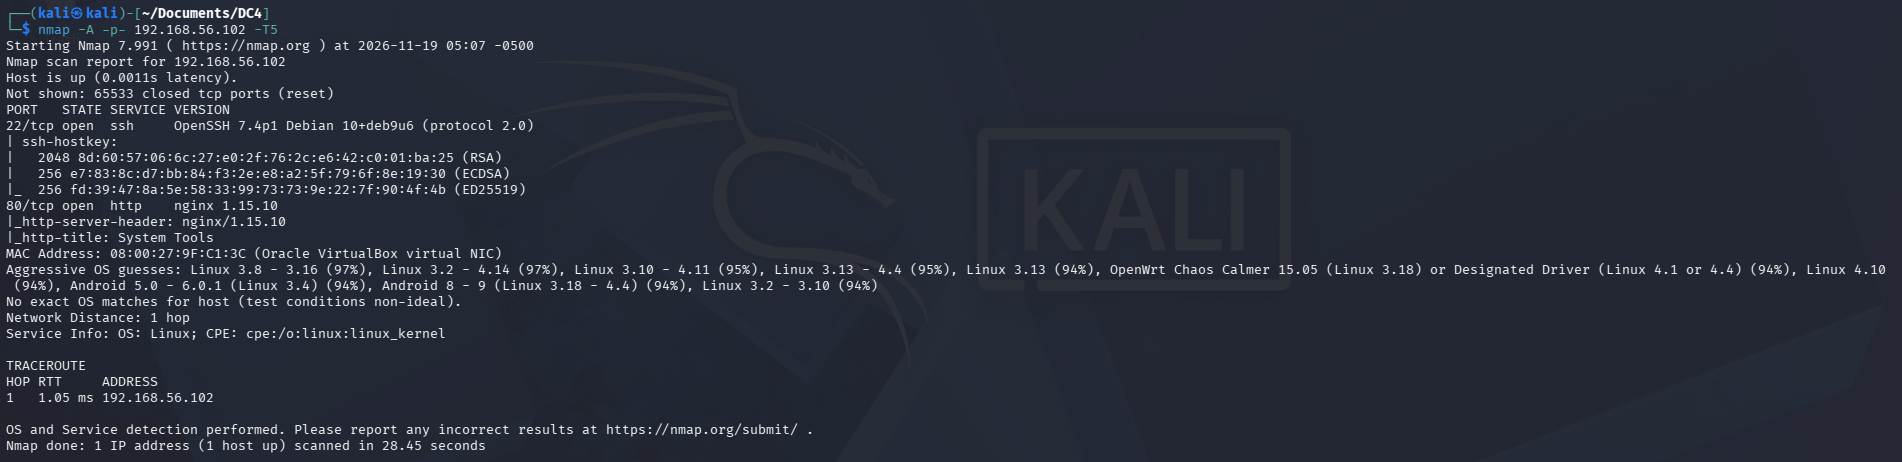 ┌──(kali㉿kali)-[~/Documents/DC4]
└─$ nmap -A -p- 192.168.56.102 -T5
Starting Nmap 7.991 ( https://nmap.org ) at 2026-11-19 05:07 -0500
Nmap scan report for 192.168.56.102
Host is up (0.0011s latency).
Not shown: 65533 closed tcp ports (reset)
PORT   STATE SERVICE VERSION
22/tcp open  ssh     OpenSSH 7.4p1 Debian 10+deb9u6 (protocol 2.0)
| ssh-hostkey:
|   2048 8d:60:57:06:6c:27:e0:2f:76:2c:e6:42:c0:01:ba:25 (RSA)
|   256 e7:83:8c:d7:bb:84:f3:2e:e8:a2:5f:79:6f:8e:19:30 (ECDSA)
|_  256 fd:39:47:8a:5e:58:33:99:73:73:9e:22:7f:90:4f:4b (ED25519)
80/tcp open  http    nginx 1.15.10
|_http-server-header: nginx/1.15.10
|_http-title: System Tools
MAC Address: 08:00:27:9F:C1:3C (Oracle VirtualBox virtual NIC)
Aggressive OS guesses: Linux 3.8 - 3.16 (97%), Linux 3.2 - 4.14 (97%), Linux 3.10 - 4.11 (95%), Linux 3.13 - 4.4 (95%), Linux 3.13 (94%), OpenWrt Chaos Calmer 15.05 (Linux 3.18) or Designated Driver (Linux 4.1 or 4.4) (94%), Linux 4.10
 (94%), Android 5.0 - 6.0.1 (Linux 3.4) (94%), Android 8 - 9 (Linux 3.18 - 4.4) (94%), Linux 3.2 - 3.10 (94%)
No exact OS matches for host (test conditions non-ideal).
Network Distance: 1 hop
Service Info: OS: Linux; CPE: cpe:/o:linux:linux_kernel
TRACEROUTE
HOP RTT     ADDRESS
1   1.05 ms 192.168.56.102
OS and Service detection performed. Please report any incorrect results at https://nmap.org/submit/ .
Nmap done: 1 IP address (1 host up) scanned in 28.45 seconds
KALI